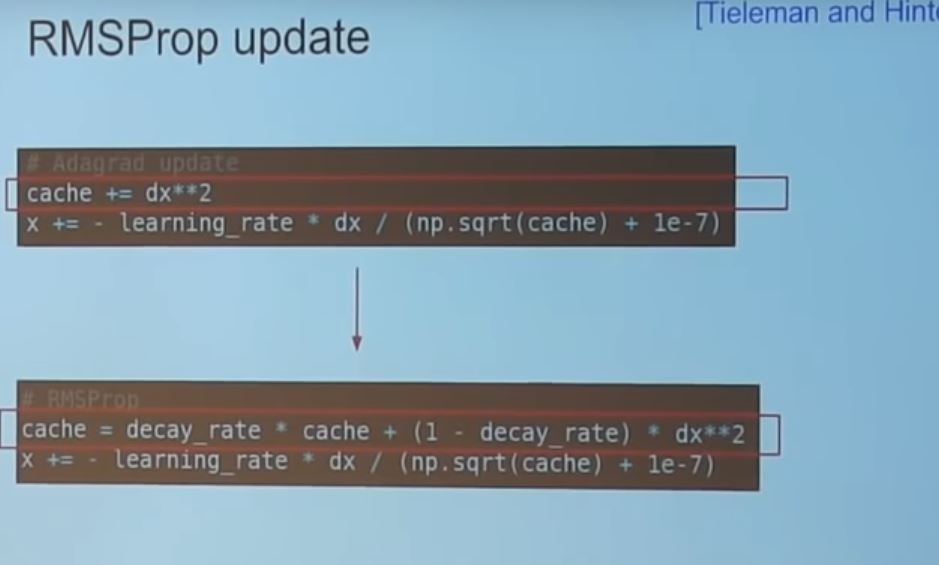 RMSProp update
[Tieleman and
# Adagrad update
cache += dx**2
x += - learning_rate * dx / (np.sqrt(cache) + 1e-7)
# RMSProp
cache = decay_rate * cache + (1 - decay_rate) * dx**2
x += - learning_rate * dx / (np.sqrt(cache) + 1e-7)